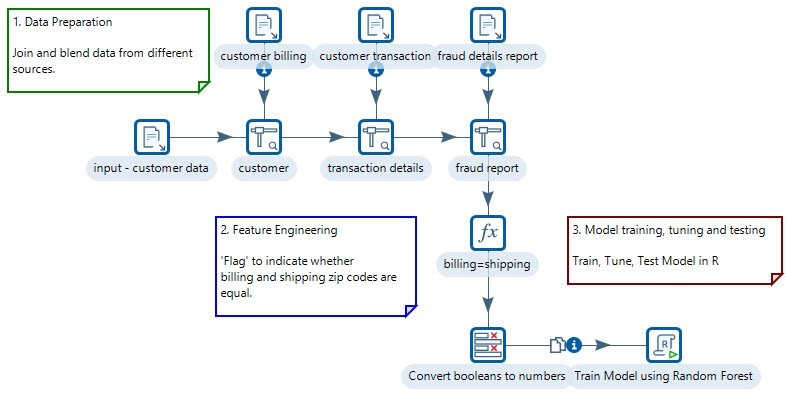 1. Data Preparation
Join and blend data from different
sources.
customer billing
customer transaction
fraud details report
input - customer data
customer
transaction details
fraud report
2. Feature Engineering
'Flag' to indicate whether
billing and shipping zip codes are
equal.
fx
billing=shipping
3. Model training, tuning and testing
Train, Tune, Test Model in R
R
Convert booleans to numbers
Train Model using Random Forest